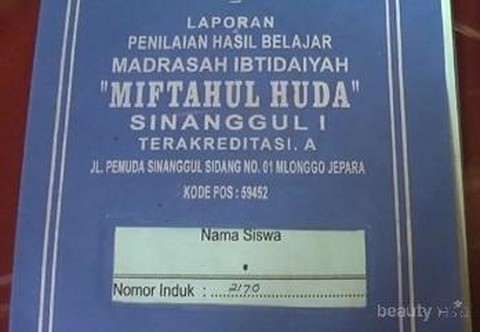 LAPORAN
PENILAIAN HASIL BELAJAR
MADRASAH IBTIDAIYAH
"MIFTAHUL HUDA"
SINANGGUL I
TERAKREDITASI. A
JL. PEMUDA SINANGGUL SIDANG NO. 01 MLONGGO JEPARA
KODE POS : 59452
Nama Siswa
Nomor Induk : 2170
beauty